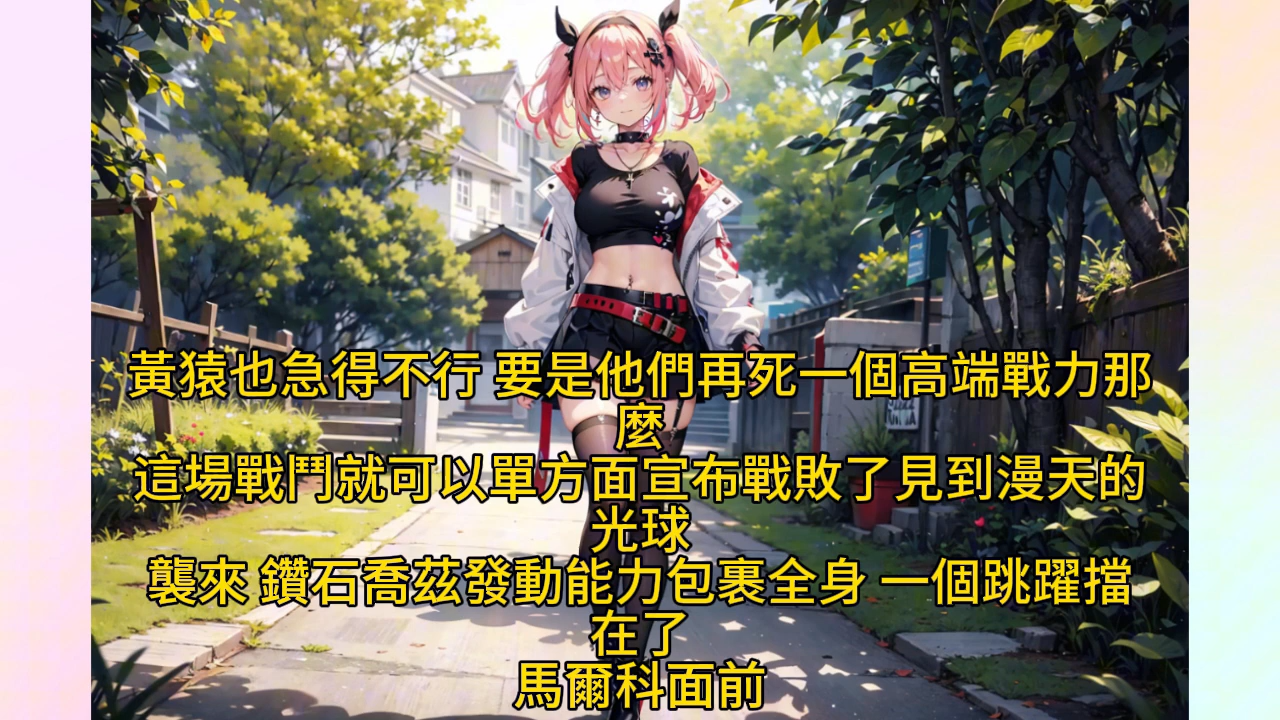 黃猿也急得不行 要是他們再死一個高端戰力那
麼
這場戰鬥就可以單方面宣布戰敗了見到漫天的
光球
襲來 鑽石喬茲發動能力包裹全身 一個跳躍擋
在了
馬爾科面前